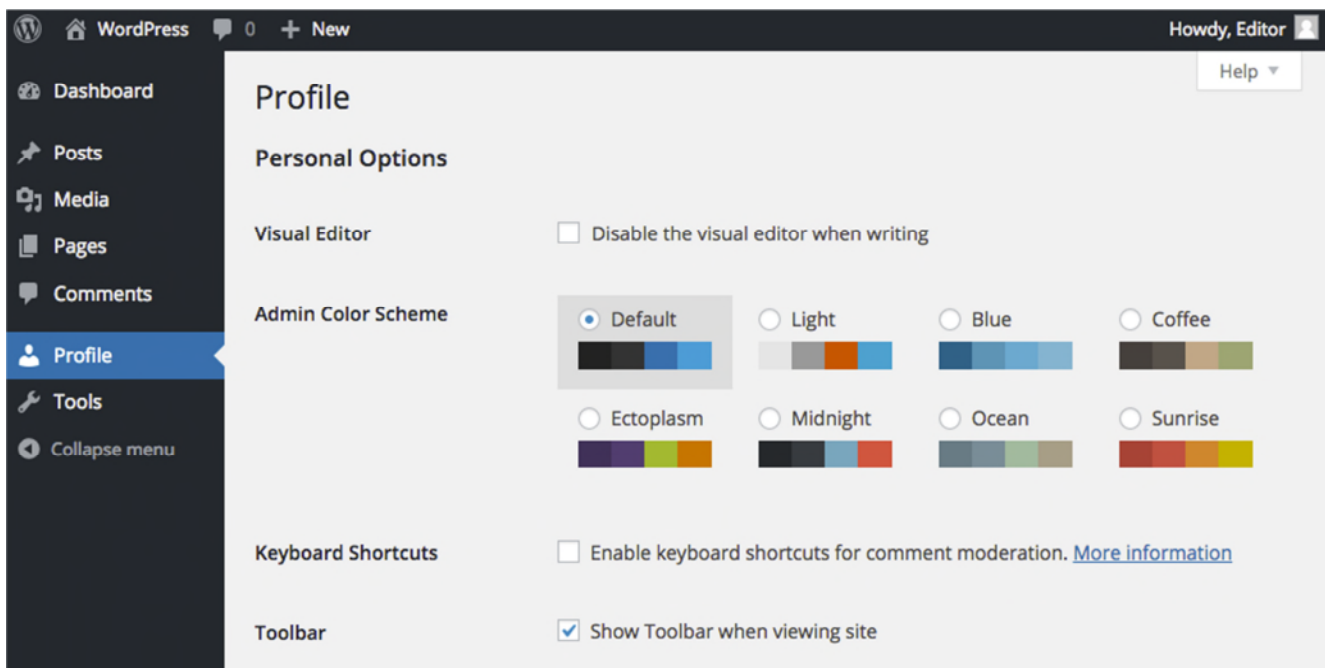 WordPress 0 New Howdy, Editor
Help
Dashboard
Posts
Media
Pages
Comments
Profile
Tools
Collapse menu
Profile
Personal Options
Visual Editor Disable the visual editor when writing
Admin Color Scheme Default Light Blue Coffee
Ectoplasm Midnight Ocean Sunrise
Keyboard Shortcuts Enable keyboard shortcuts for comment moderation. More information
Toolbar Show Toolbar when viewing site